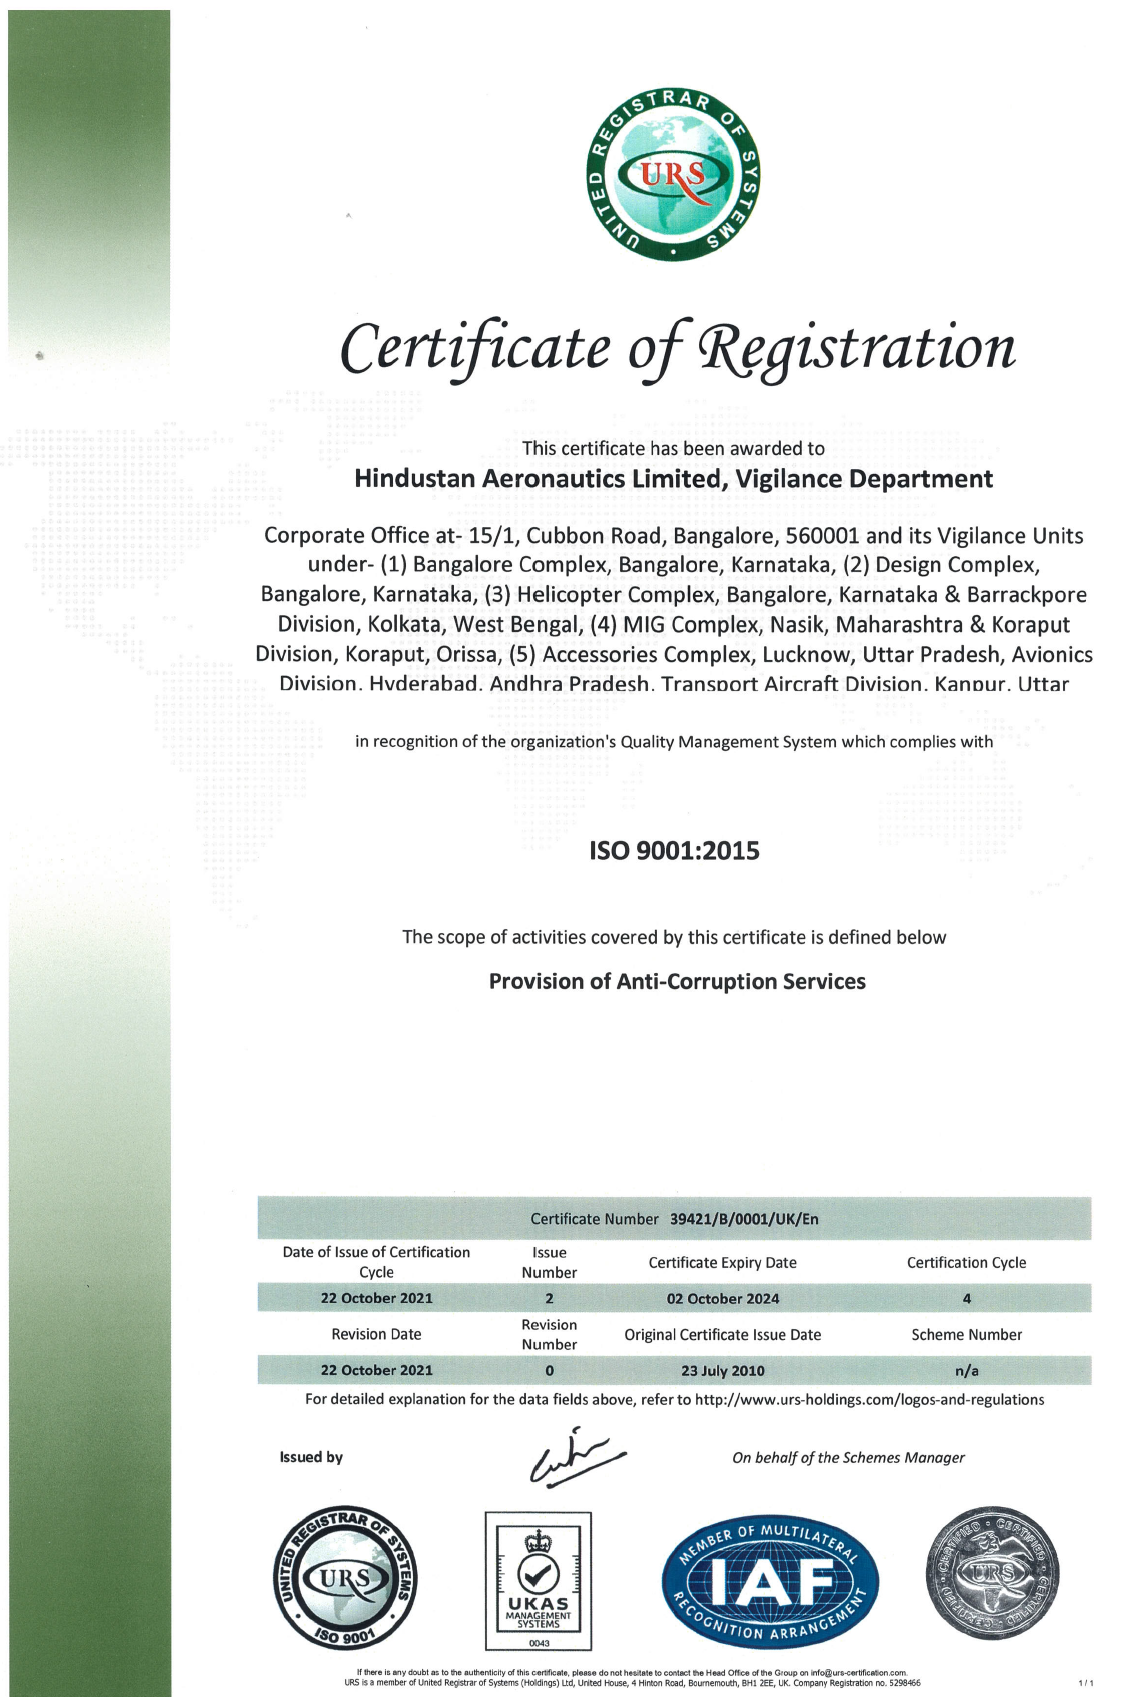 UNITED REGISTRAR OF SYSTEMS
URS
Certificate of Registration
This certificate has been awarded to
Hindustan Aeronautics Limited, Vigilance Department
Corporate Office at- 15/1, Cubbon Road, Bangalore, 560001 and its Vigilance Units
under- (1) Bangalore Complex, Bangalore, Karnataka, (2) Design Complex,
Bangalore, Karnataka, (3) Helicopter Complex, Bangalore, Karnataka & Barrackpore
Division, Kolkata, West Bengal, (4) MIG Complex, Nasik, Maharashtra & Koraput
Division, Koraput, Orissa, (5) Accessories Complex, Lucknow, Uttar Pradesh, Avionics
Division, Hyderabad, Andhra Pradesh, Transport Aircraft Division, Kanpur, Uttar
in recognition of the organization's Quality Management System which complies with
ISO 9001:2015
The scope of activities covered by this certificate is defined below
Provision of Anti-Corruption Services
Certificate Number 39421/B/0001/UK/En
Date of Issue of Certification Cycle Issue Number Certificate Expiry Date Certification Cycle
22 October 2021 2 02 October 2024 4
Revision Date Revision Number Original Certificate Issue Date Scheme Number
22 October 2021 0 23 July 2010 n/a
For detailed explanation for the data fields above, refer to http://www.urs-holdings.com/logos-and-regulations
Issued by On behalf of the Schemes Manager
UNITED REGISTRAR OF SYSTEMS
URS
ISO 9001
UKAS
MANAGEMENT
SYSTEMS
0043
MEMBER OF MULTILATERAL
IAF
RECOGNITION ARRANGEMENT
CERTIFIED · CERTIFIED · CERTIFIED · CERTIFIED
URS
If there is any doubt as to the authenticity of this certificate, please do not hesitate to contact the Head Office of the Group on info@urs-certification.com.
URS is a member of United Registrar of Systems (Holdings) Ltd, United House, 4 Hinton Road, Bournemouth, BH1 2EE, UK. Company Registration no. 5298466
1 / 1